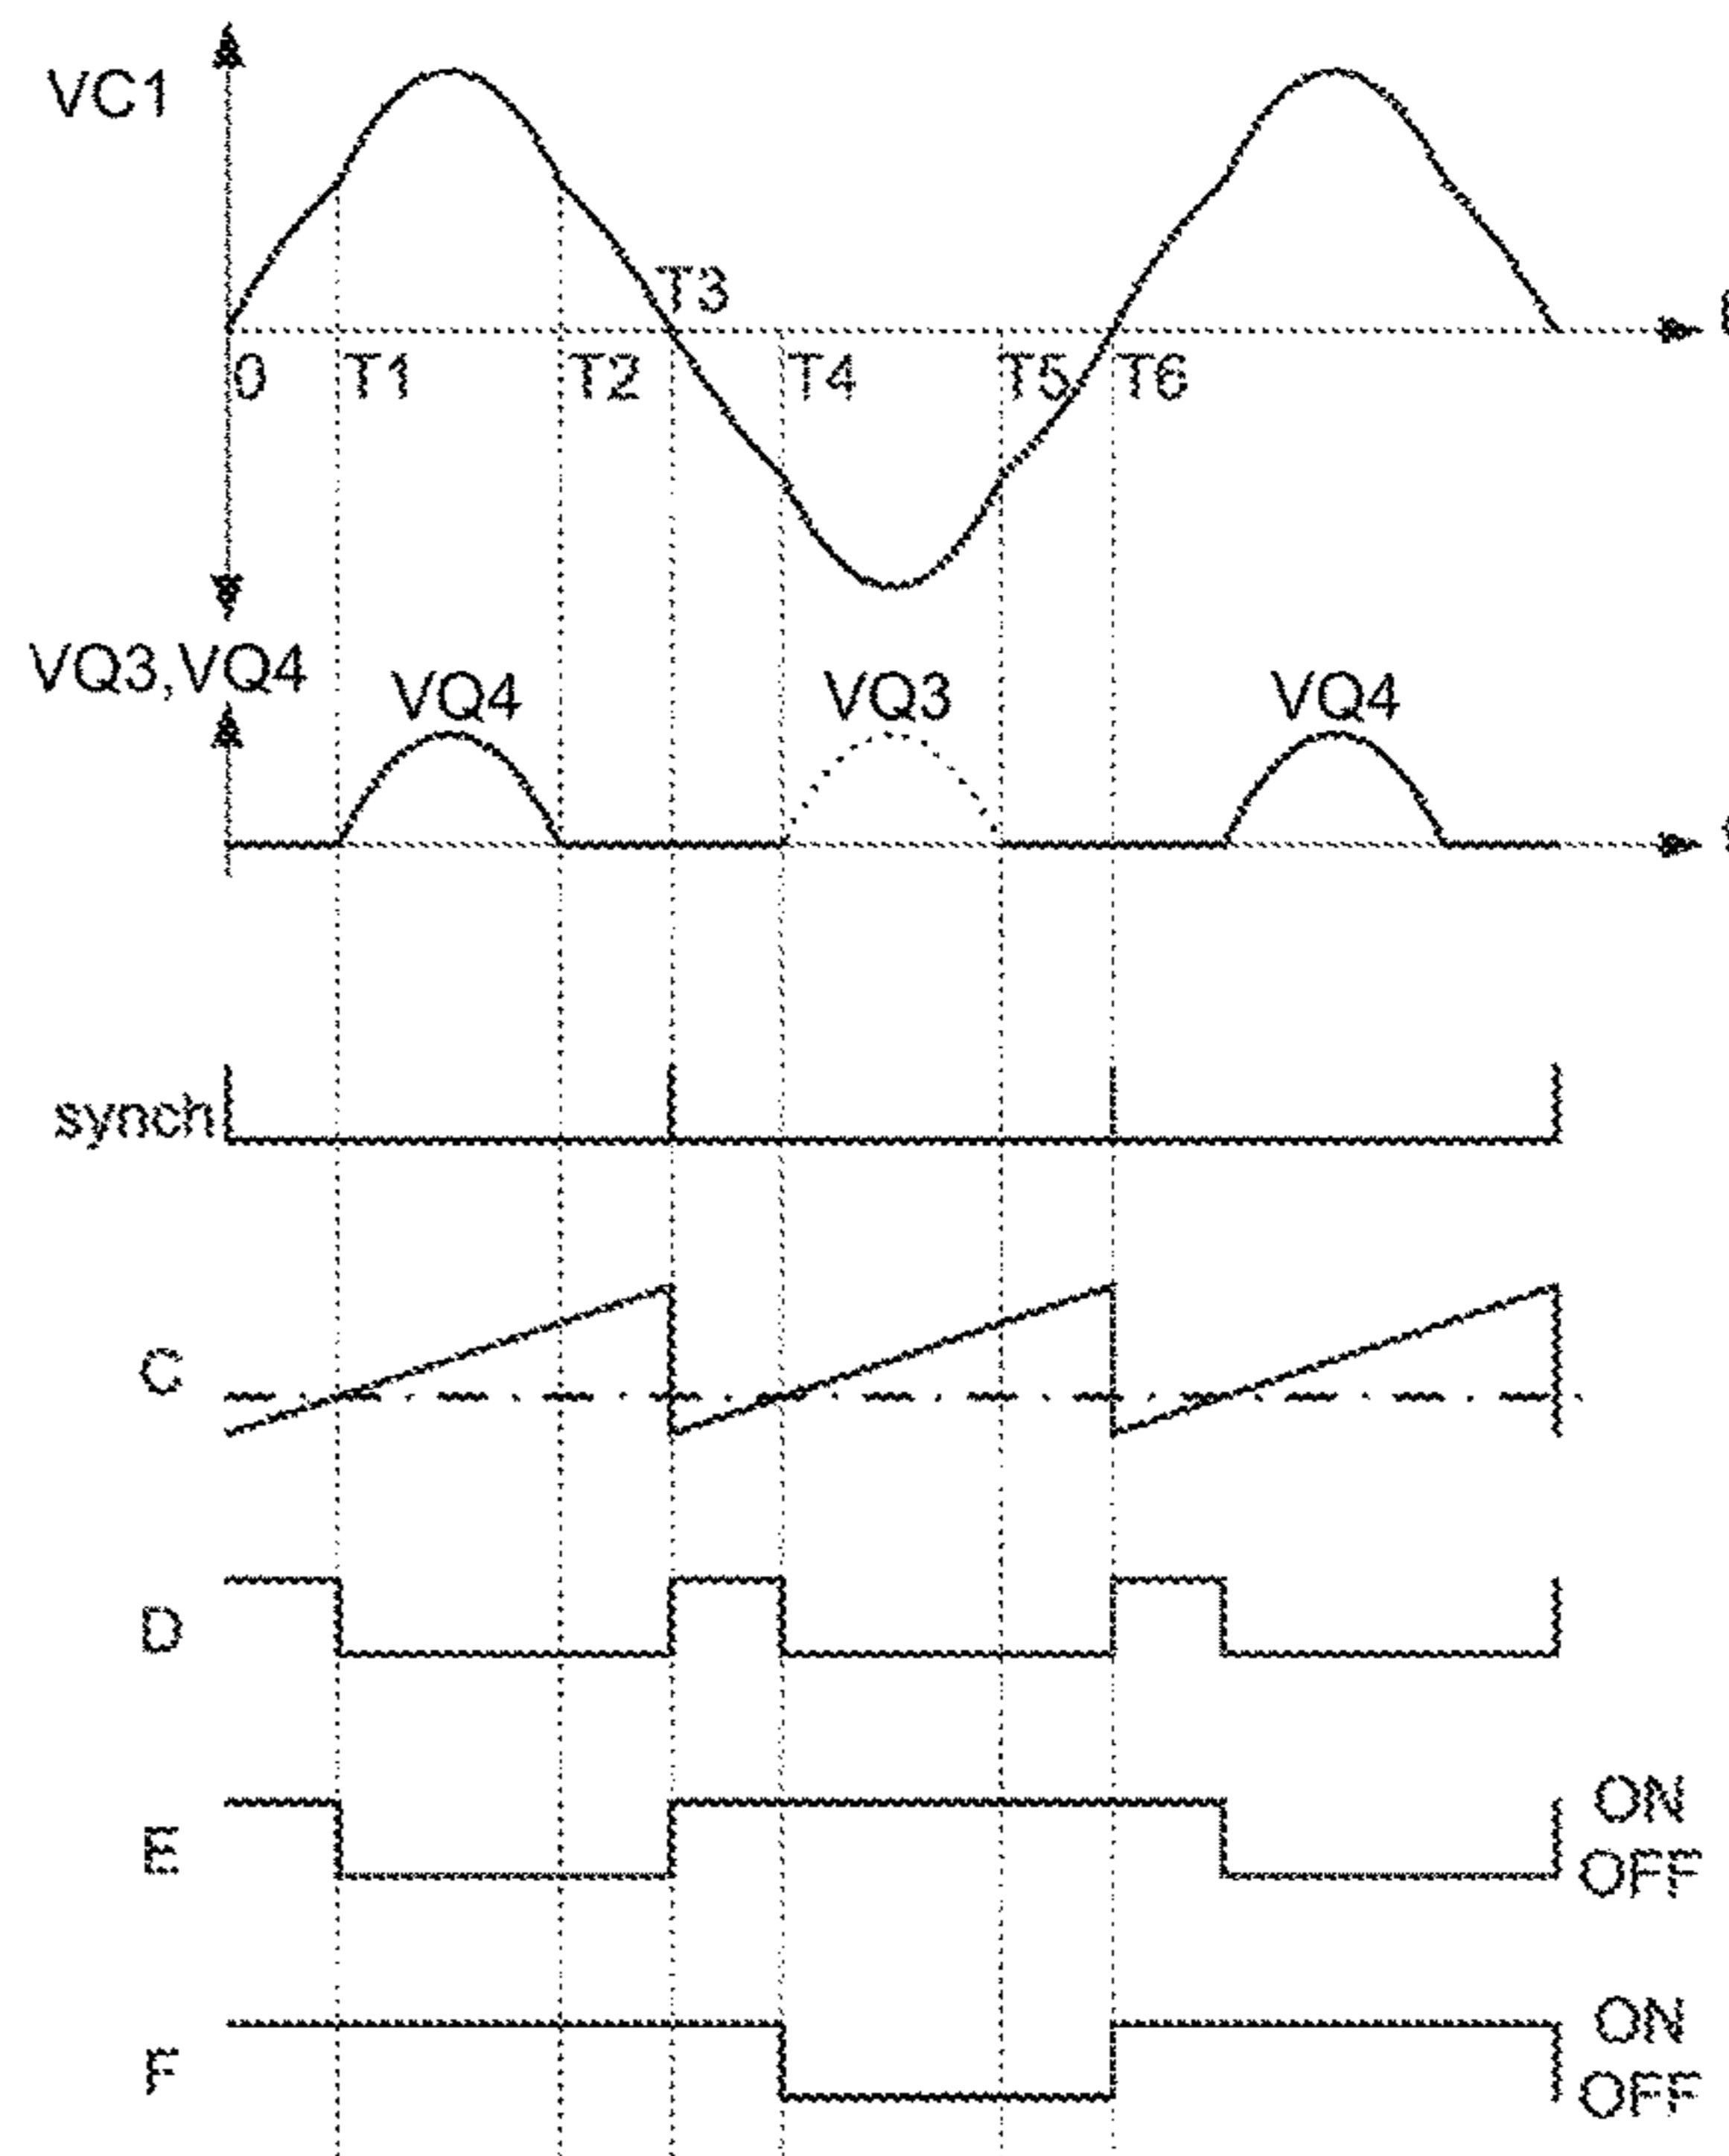 VC1
T3
0 T1 T2 T4 T5 T6
VQ3,VQ4
VQ4 VQ3 VQ4
synch
C
D
E
ON
OFF
F
ON
OFF